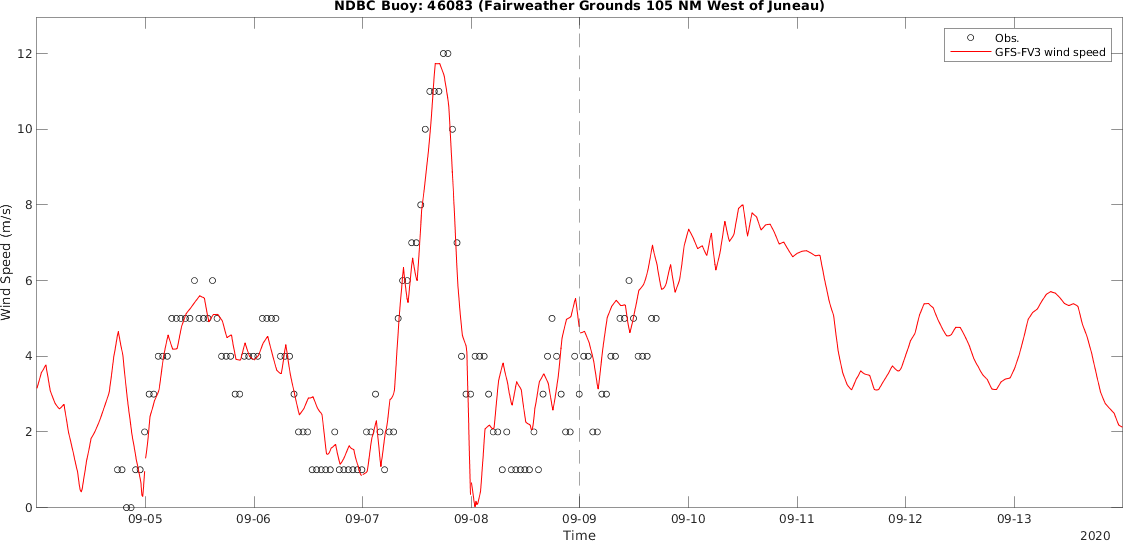 NDBC Buoy: 46083 (Fairweather Grounds 105 NM West of Juneau)
Obs.
GFS-FV3 wind speed
Wind Speed (m/s)
12
10
8
6
4
2
0
09-05 09-06 09-07 09-08 09-09 09-10 09-11 09-12 09-13
Time
2020